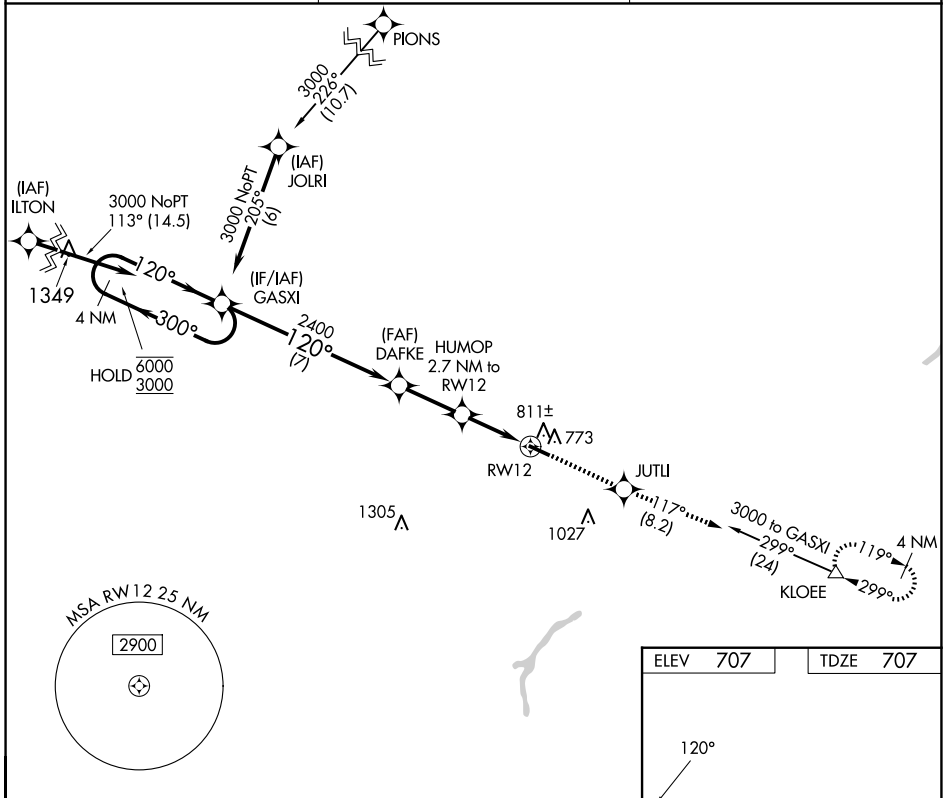 PIONS
3000
226°
(10.7)
(IAF)
JOLRI
3000 NoPT
205°
(6)
(IAF)
ILTON
3000 NoPT
113° (14.5)
1349
120°
4 NM
300°
HOLD 6000
3000
(IF/IAF)
GASXI
2400
120°
(7)
(FAF)
DAFKE
HUMOP
2.7 NM to
RW12
811±
773
RW12
JUTLI
117°
(8.2)
3000 to GASXI
299°
(24)
119°
4 NM
299°
KLOEE
1305
1027
MSA RW12 25 NM
2900
ELEV 707
TDZE 707
120°